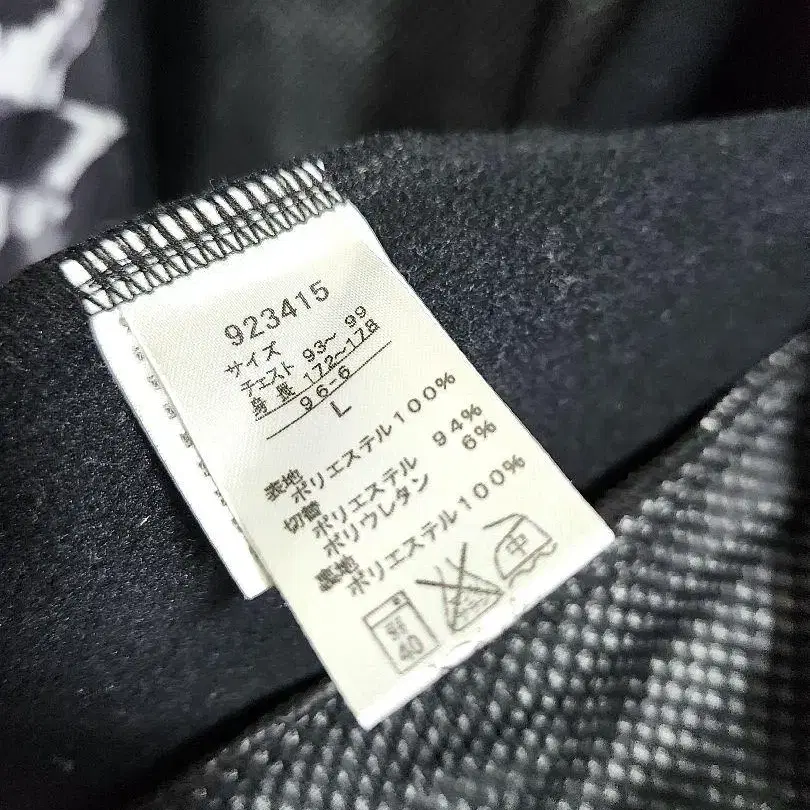 923415
サイズ
チェスト 93〜 99
身 長 172〜178
96-6
L
表地
ポリエステル100%
切替
ポリエステル 94%
ポリウレタン 6%
裏地
ポリエステル100%
40
中